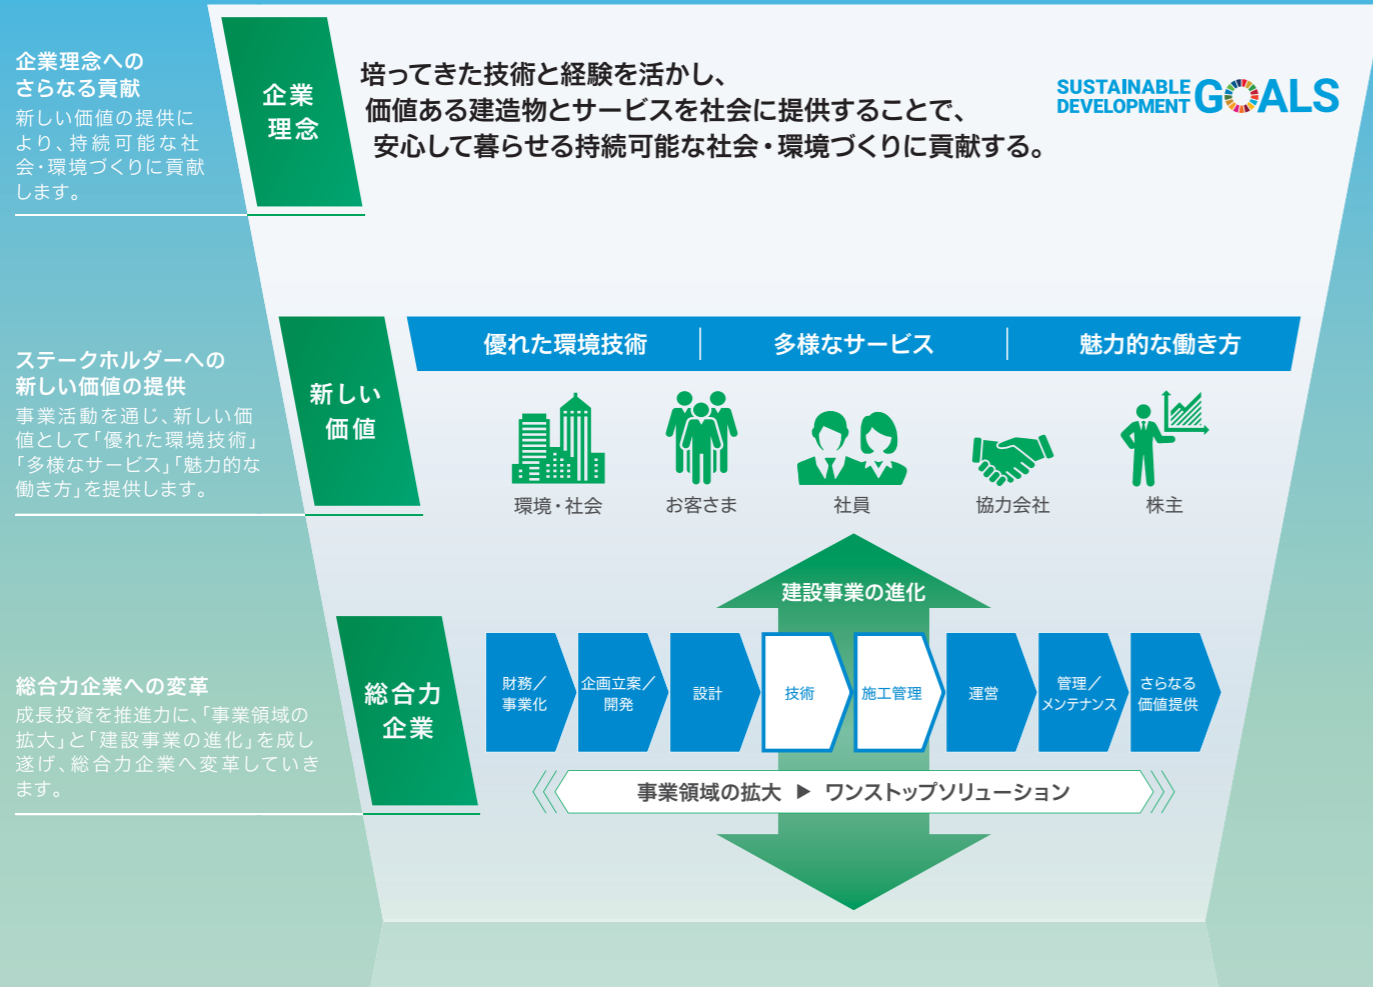 企業理念への
さらなる貢献
新しい価値の提供に
より、持続可能な社
会・環境づくりに貢献
します。
企業
理念
培ってきた技術と経験を活かし、
価値ある建造物とサービスを社会に提供することで、
安心して暮らせる持続可能な社会・環境づくりに貢献する。
SUSTAINABLE
DEVELOPMENT
GOALS
ステークホルダーへの
新しい価値の提供
事業活動を通じ、新しい価
値として「優れた環境技術」
「多様なサービス」「魅力的な
働き方」を提供します。
新しい
価値
優れた環境技術
多様なサービス
魅力的な働き方
環境・社会
お客さま
社員
協力会社
株主
建設事業の進化
総合力企業への変革
成長投資を推進力に、「事業領域の
拡大」と「建設事業の進化」を成し
遂げ、総合力企業へ変革していき
ます。
総合力
企業
財務／
事業化
企画立案／
開発
設計
技術
施工管理
運営
管理／
メンテナンス
さらなる
価値提供
事業領域の拡大 ▶ ワンストップソリューション